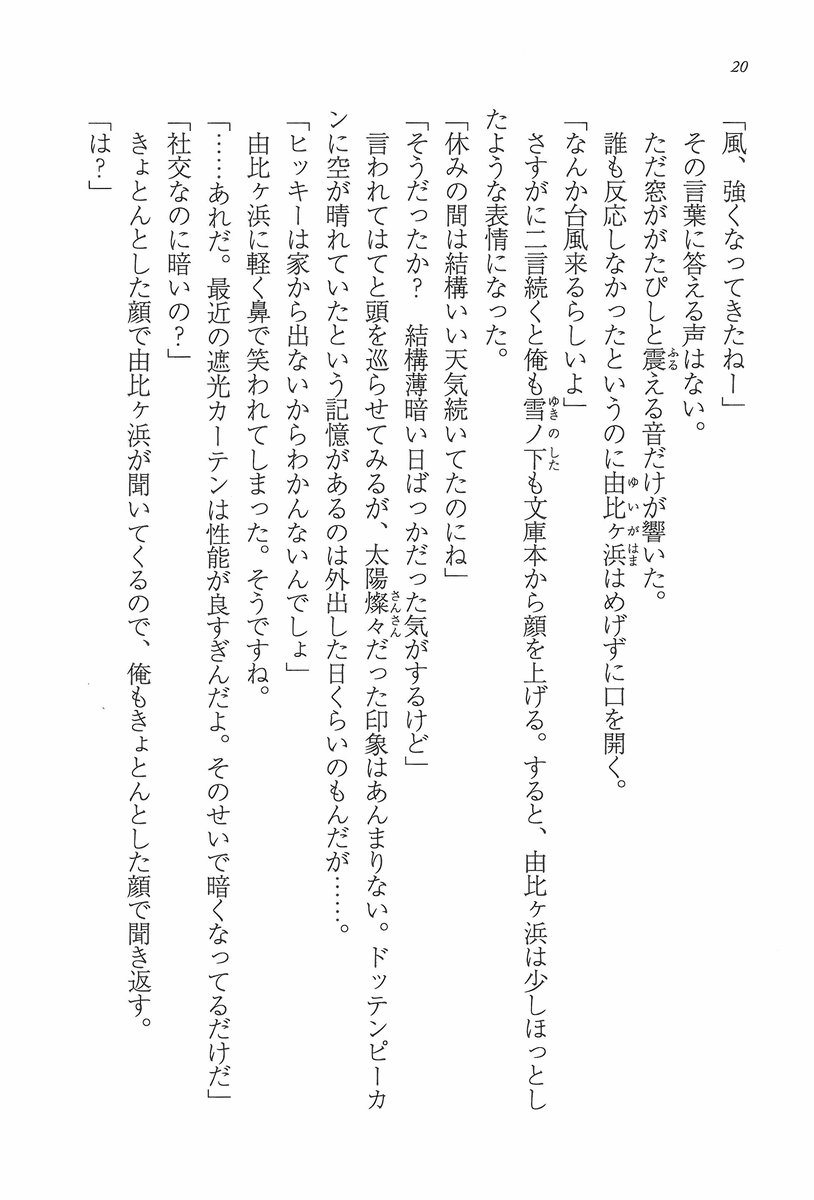 20
「風、強くなってきたねー」
その言葉に答える声はない。
ただ窓ががたぴしと震える音だけが響いた。
誰も反応しなかったというのに由比ヶ浜はめげずに口を開く。
「なんか台風来るらしいよ」
さすがに二言続くと俺も雪ノ下も文庫本から顔を上げる。すると、由比ヶ浜は少しほっとし
たような表情になった。
「休みの間は結構いい天気続いてたのにね」
「そうだったか？　結構薄暗い日ばっかだった気がするけど」
言われてはてと頭を巡らせてみるが、太陽燦々だった印象はあんまりない。ドッテンピーカ
ンに空が晴れていたという記憶があるのは外出した日くらいのもんだが……。
「ヒッキーは家から出ないからわかんないんでしょ」
由比ヶ浜に軽く鼻で笑われてしまった。そうですね。
「……あれだ。最近の遮光カーテンは性能が良すぎんだよ。そのせいで暗くなってるだけだ」
「社交なのに暗いの？」
きょとんとした顔で由比ヶ浜が聞いてくるので、俺もきょとんとした顔で聞き返す。
「は？」